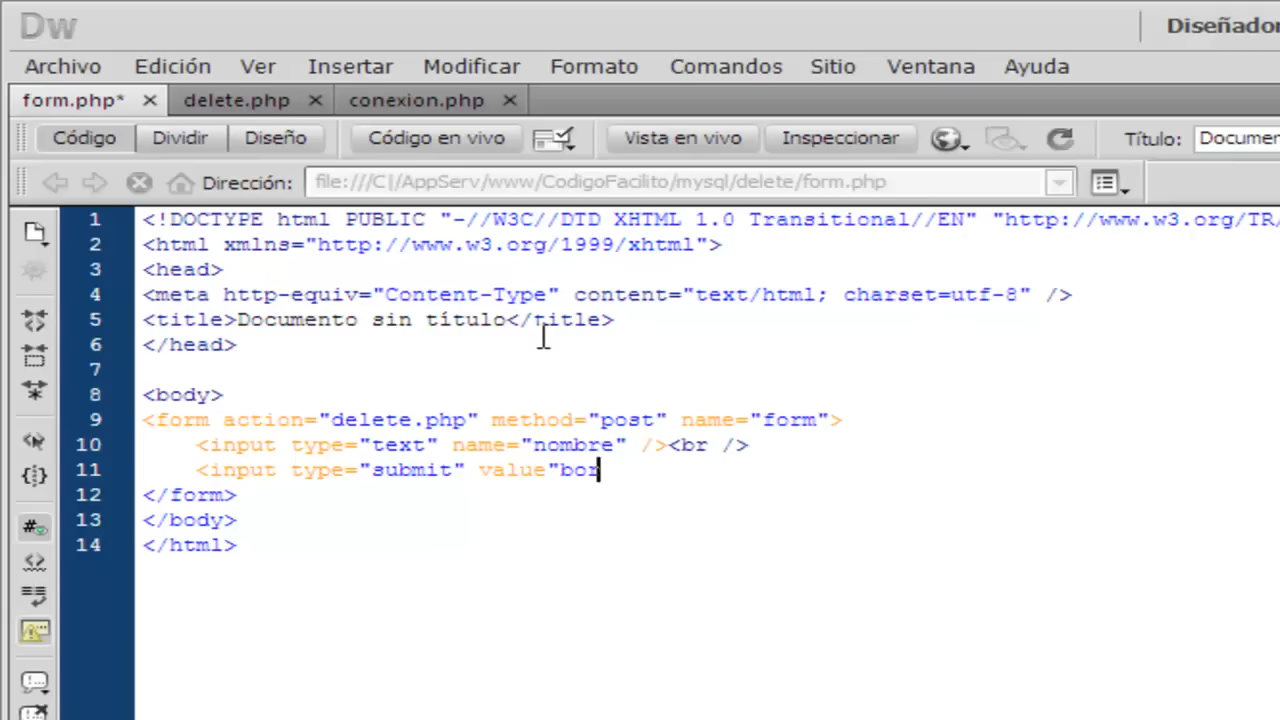 Dw
Diseñador
Archivo Edición Ver Insertar Modificar Formato Comandos Sitio Ventana Ayuda
form.php* delete.php conexion.php
Código Dividir Diseño Código en vivo Vista en vivo Inspeccionar Título: Documen
Dirección: file:///C|/AppServ/www/CodigoFacilito/mysql/delete/form.php
1 <!DOCTYPE html PUBLIC "-//W3C//DTD XHTML 1.0 Transitional//EN" "http://www.w3.org/TR/
2 <html xmlns="http://www.w3.org/1999/xhtml">
3 <head>
4 <meta http-equiv="Content-Type" content="text/html; charset=utf-8" />
5 <title>Documento sin título</title>
6 </head>
7
8 <body>
9 <form action="delete.php" method="post" name="form">
10 <input type="text" name="nombre" /><br />
11 <input type="submit" value"bor
12 </form>
13 </body>
14 </html>